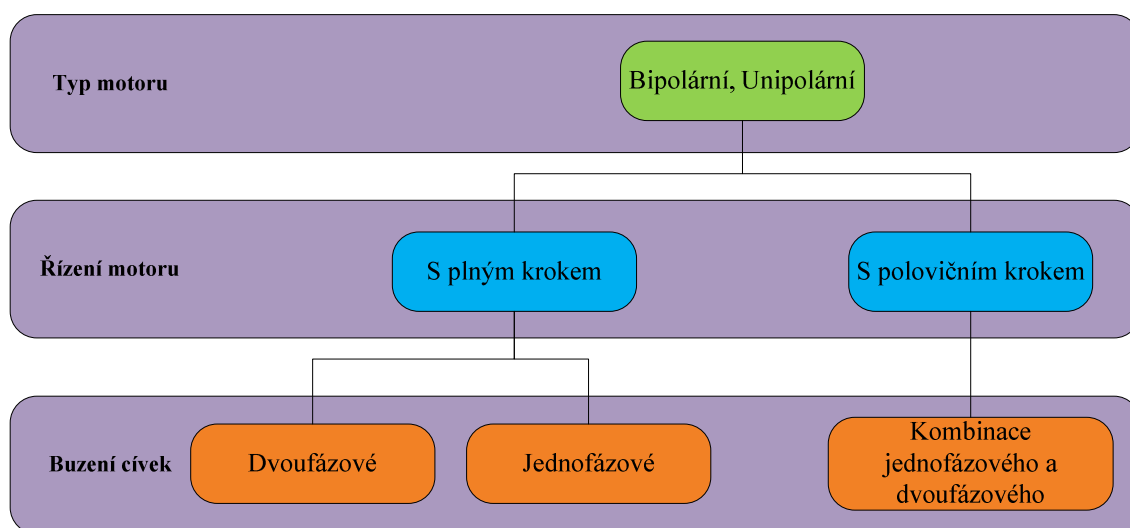 Typ motoru
Bipolární, Unipolární
Řízení motoru
S plným krokem
S polovičním krokem
Buzení cívek
Dvoufázové
Jednofázové
Kombinace
jednofázového a
dvoufázového